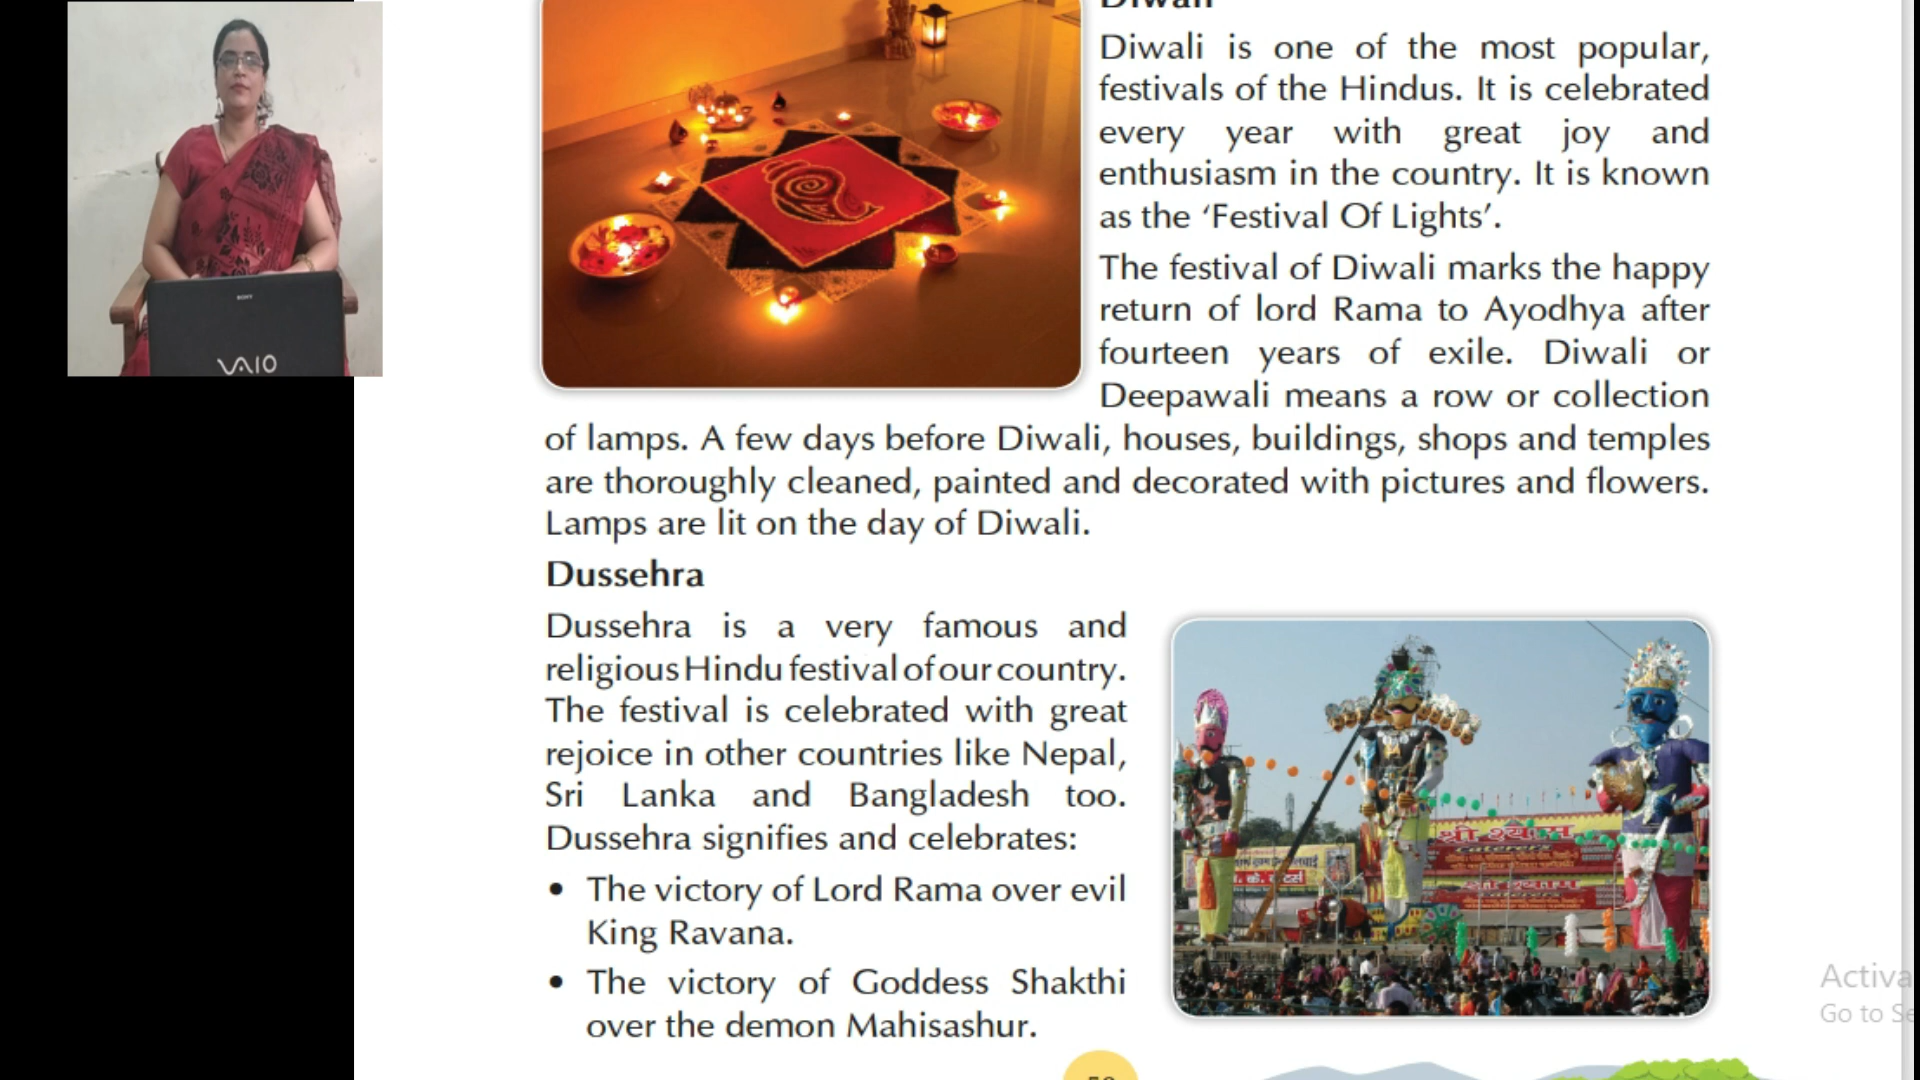 Diwali
Diwali is one of the most popular,
festivals of the Hindus. It is celebrated
every year with great joy and
enthusiasm in the country. It is known
as the ‘Festival Of Lights’.
The festival of Diwali marks the happy
return of lord Rama to Ayodhya after
fourteen years of exile. Diwali or
Deepawali means a row or collection
of lamps. A few days before Diwali, houses, buildings, shops and temples
are thoroughly cleaned, painted and decorated with pictures and flowers.
Lamps are lit on the day of Diwali.
Dussehra
Dussehra is a very famous and
religious Hindu festival of our country.
The festival is celebrated with great
rejoice in other countries like Nepal,
Sri Lanka and Bangladesh too.
Dussehra signifies and celebrates:
• The victory of Lord Rama over evil
King Ravana.
• The victory of Goddess Shakthi
over the demon Mahisashur.
SONY
VAIO
श्री श्याम
caterers
श्री श्याम
Activa
Go to Se